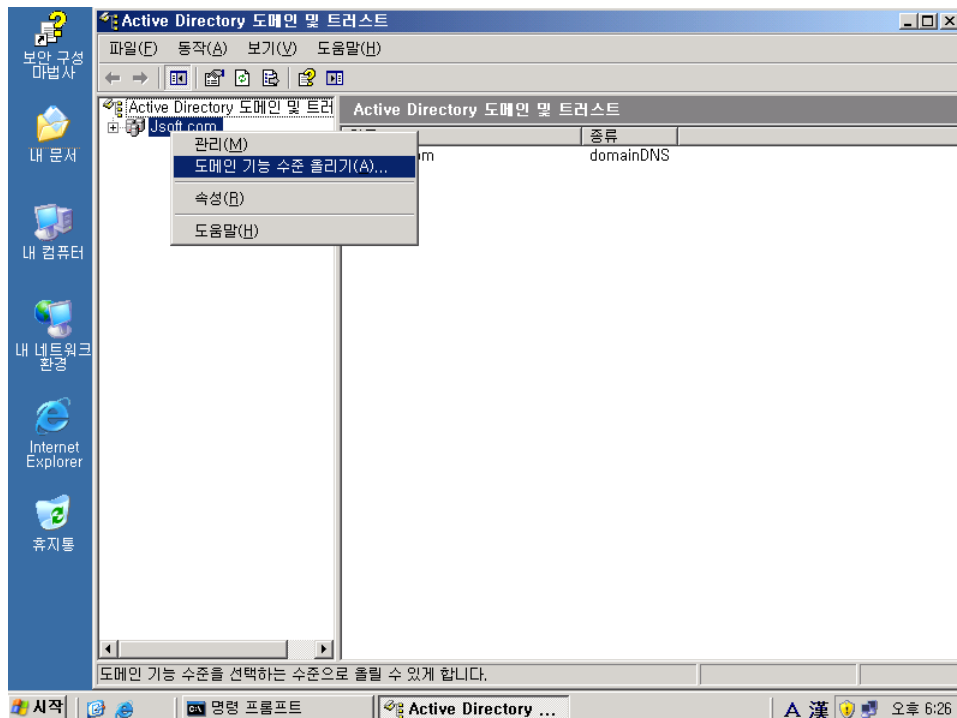 보안 구성
마법사
내 문서
내 컴퓨터
내 네트워크
환경
Internet
Explorer
휴지통
Active Directory 도메인 및 트러스트
파일(F) 동작(A) 보기(V) 도움말(H)
Active Directory 도메인 및 트러
Jsoft.com
Active Directory 도메인 및 트러스트
종류
domainDNS
관리(M)
도메인 기능 수준 올리기(A)...
속성(R)
도움말(H)
도메인 기능 수준을 선택하는 수준으로 올릴 수 있게 합니다.
시작
명령 프롬프트
Active Directory ...
A 漢
오후 6:26